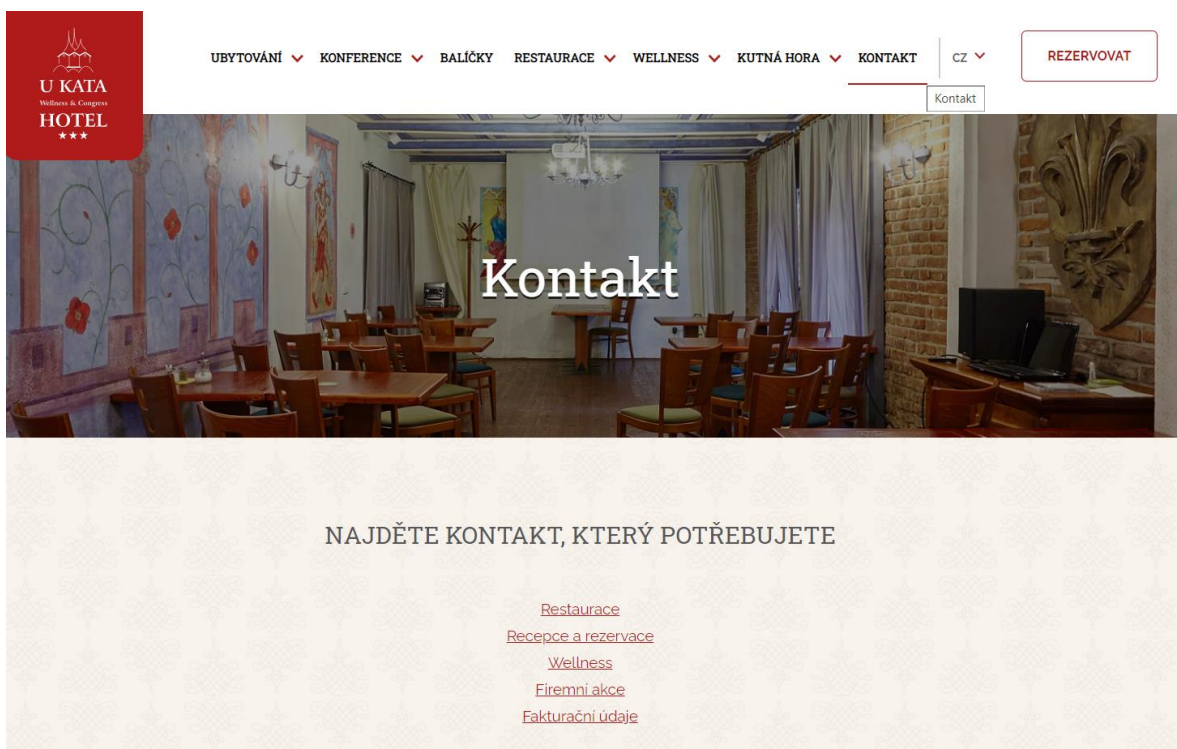 U KATA
Wellness & Congress
HOTEL
UBYTOVÁNÍ KONFERENCE BALÍČKY RESTAURACE WELLNESS KUTNÁ HORA KONTAKT CZ REZERVOVAT
Kontakt
Kontakt
NAJDĚTE KONTAKT, KTERÝ POTŘEBUJETE
Restaurace
Recepce a rezervace
Wellness
Firemní akce
Fakturační údaje